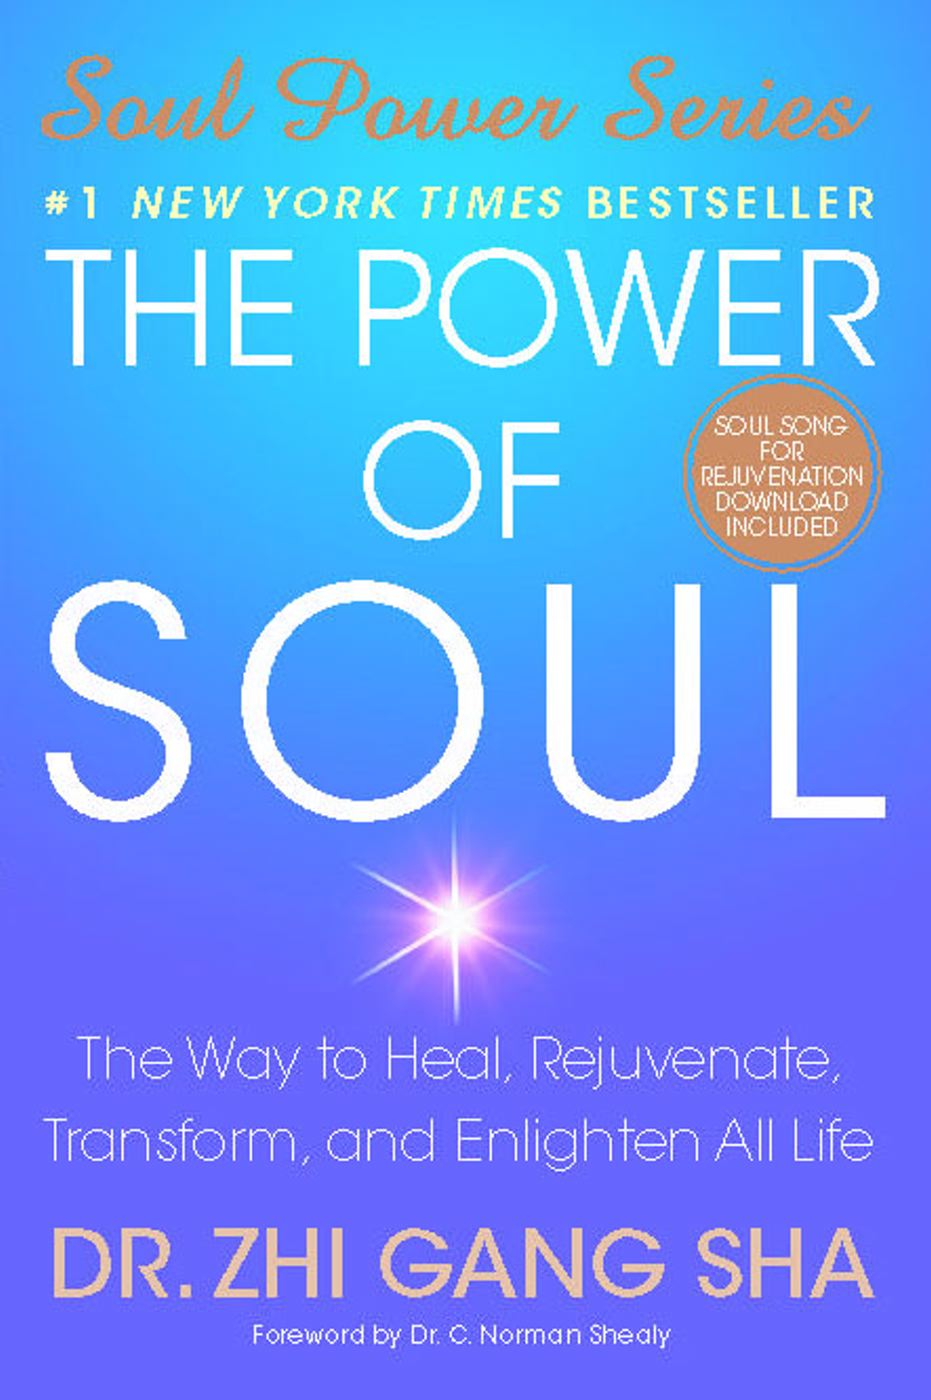 Soul Power Series
#1 NEW YORK TIMES BESTSELLER
THE POWER
OF
SOUL SONG
FOR
REJUVENATION
DOWNLOAD
INCLUDED
SOUL
The Way to Heal, Rejuvenate,
Transform, and Enlighten All Life
DR. ZHI GANG SHA
Foreword by Dr. C. Norman Shealy